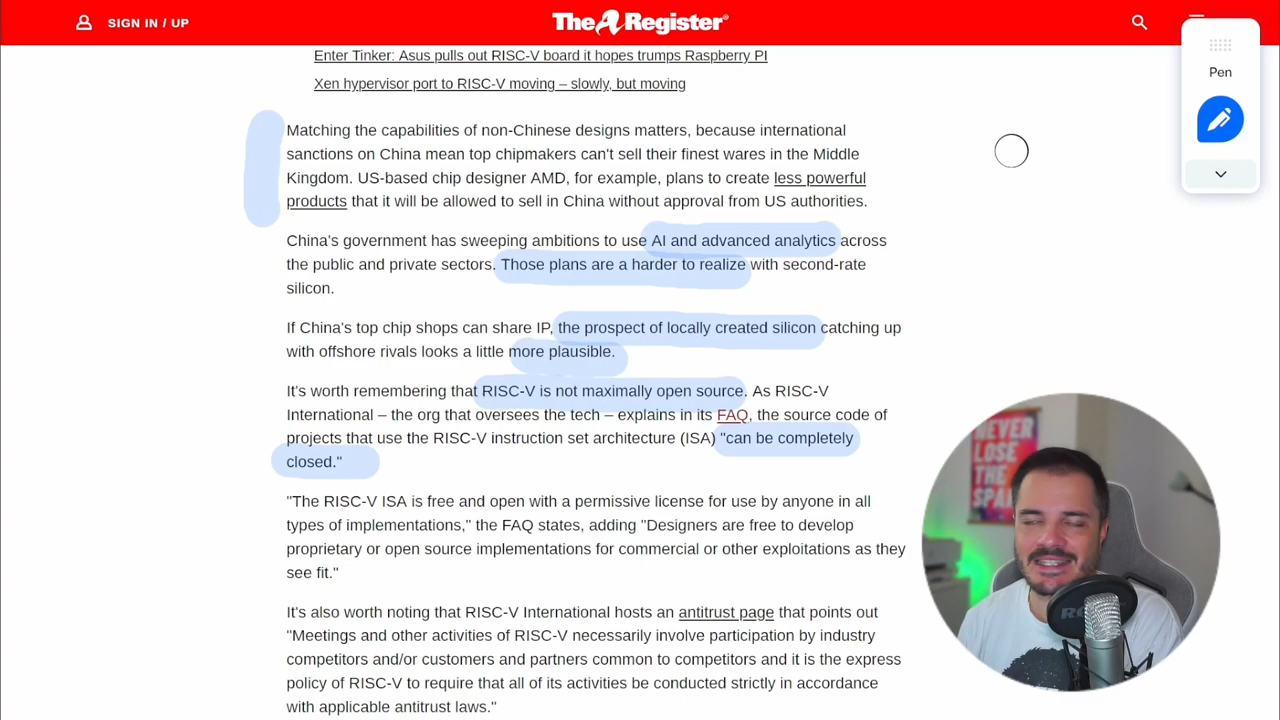 SIGN IN / UP
The Register
Pen
Enter Tinker: Asus pulls out RISC-V board it hopes trumps Raspberry PI
Xen hypervisor port to RISC-V moving – slowly, but moving
Matching the capabilities of non-Chinese designs matters, because international
sanctions on China mean top chipmakers can't sell their finest wares in the Middle
Kingdom. US-based chip designer AMD, for example, plans to create less powerful
products that it will be allowed to sell in China without approval from US authorities.
China's government has sweeping ambitions to use AI and advanced analytics across
the public and private sectors. Those plans are a harder to realize with second-rate
silicon.
If China's top chip shops can share IP, the prospect of locally created silicon catching up
with offshore rivals looks a little more plausible.
It's worth remembering that RISC-V is not maximally open source. As RISC-V
International – the org that oversees the tech – explains in its FAQ, the source code of
projects that use the RISC-V instruction set architecture (ISA) "can be completely
closed."
"The RISC-V ISA is free and open with a permissive license for use by anyone in all
types of implementations," the FAQ states, adding "Designers are free to develop
proprietary or open source implementations for commercial or other exploitations as they
see fit."
It's also worth noting that RISC-V International hosts an antitrust page that points out
"Meetings and other activities of RISC-V necessarily involve participation by industry
competitors and/or customers and partners common to competitors and it is the express
policy of RISC-V to require that all of its activities be conducted strictly in accordance
with applicable antitrust laws."
NEVER
LOSE
THE